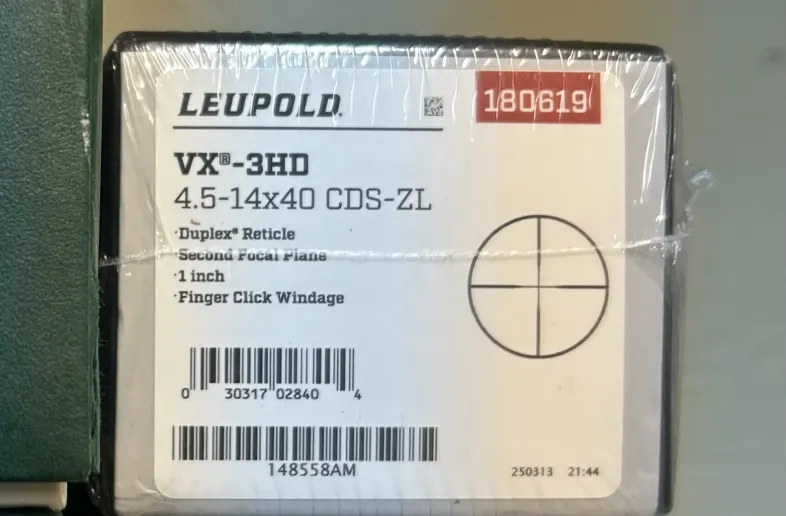 LEUPOLD.
180619
VX®-3HD
4.5-14x40 CDS-ZL
·Duplex® Reticle
·Second Focal Plane
·1 inch
·Finger Click Windage
0 30317 02840 4
148558AM
250313 21:44